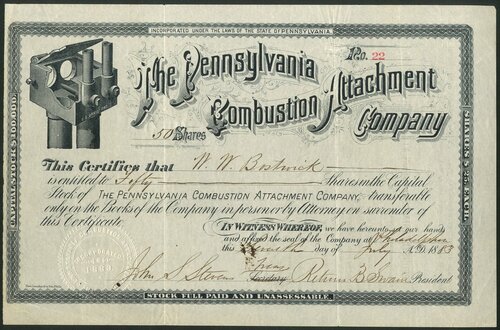 INCORPORATED UNDER THE LAWS OF THE STATE OF PENNSYLVANIA.
No. 22
The Pennsylvania
Combustion Attachment
Company
50 Shares
CAPITAL STOCK $100,000.
SHARES $25. EACH.
This Certifies that W. W. Bostwick
is entitled to Fifty Shares in the Capital
Stock of THE PENNSYLVANIA COMBUSTION ATTACHMENT COMPANY, transferable
only on the Books of the Company in person or by Attorney on surrender of
this Certificate.
IN WITNESS WHEREOF, we have hereunto set our hands
and affixed the seal of the Company at Philadelphia
this day of July A.D. 1883
John S. Stevens
Treas
Secretary
President
STOCK FULL PAID AND UNASSESSABLE